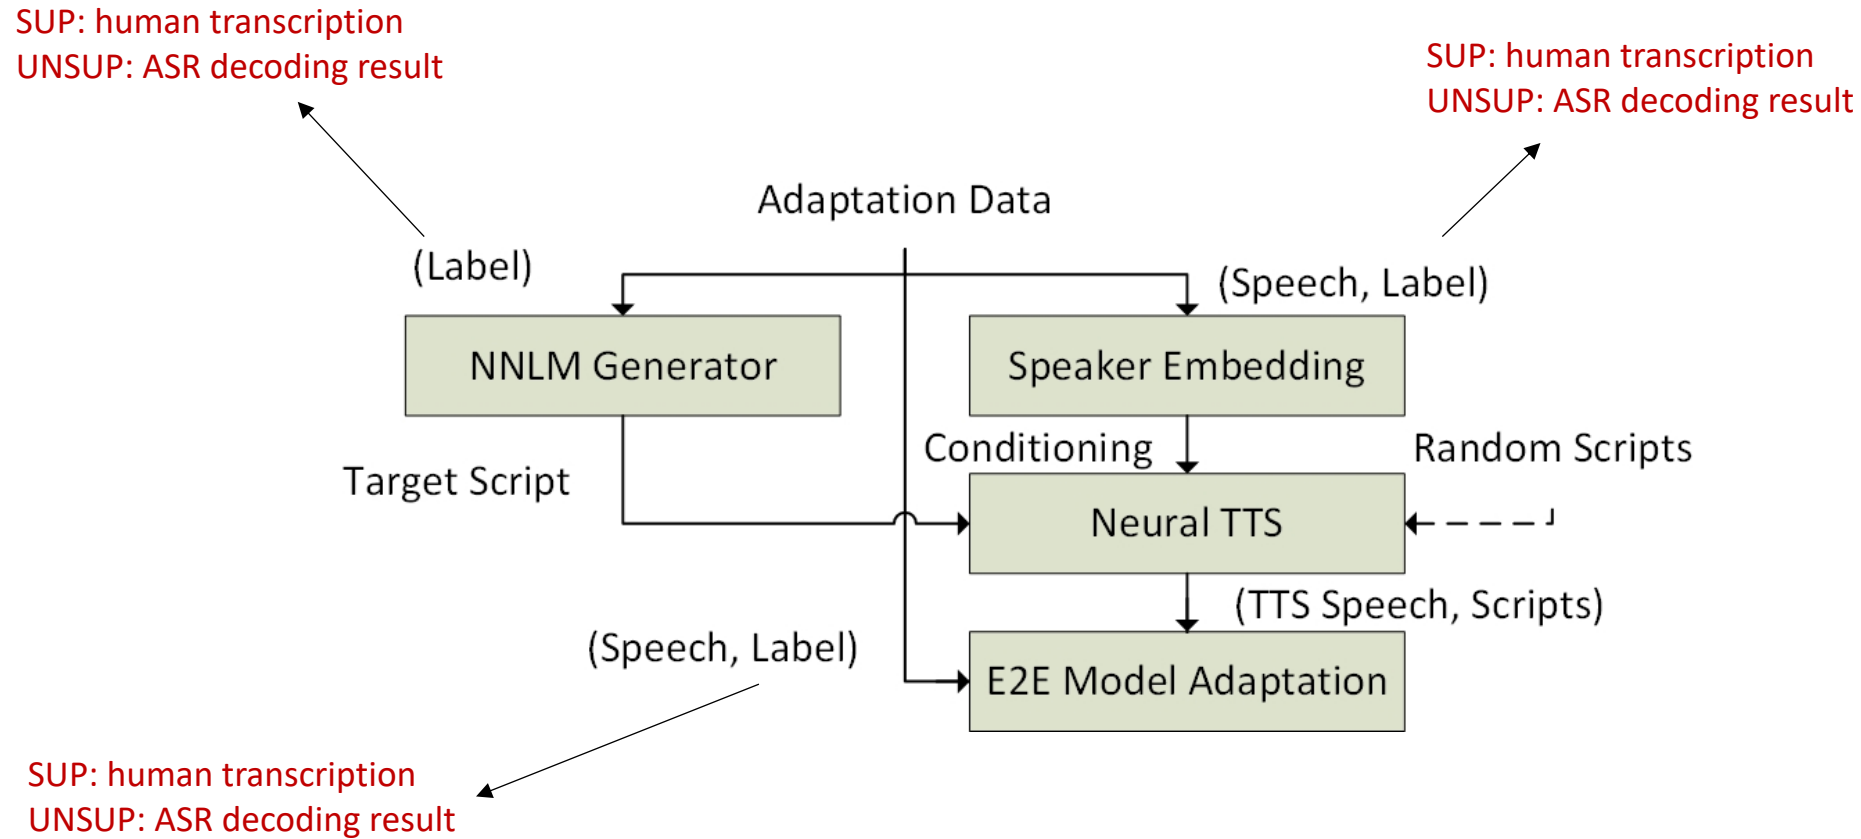 SUP: human transcription
UNSUP: ASR decoding result
SUP: human transcription
UNSUP: ASR decoding result
Adaptation Data
(Label)
(Speech, Label)
NNLM Generator
Speaker Embedding
Conditioning
Random Scripts
Target Script
Neural TTS
(TTS Speech, Scripts)
(Speech, Label)
E2E Model Adaptation
SUP: human transcription
UNSUP: ASR decoding result